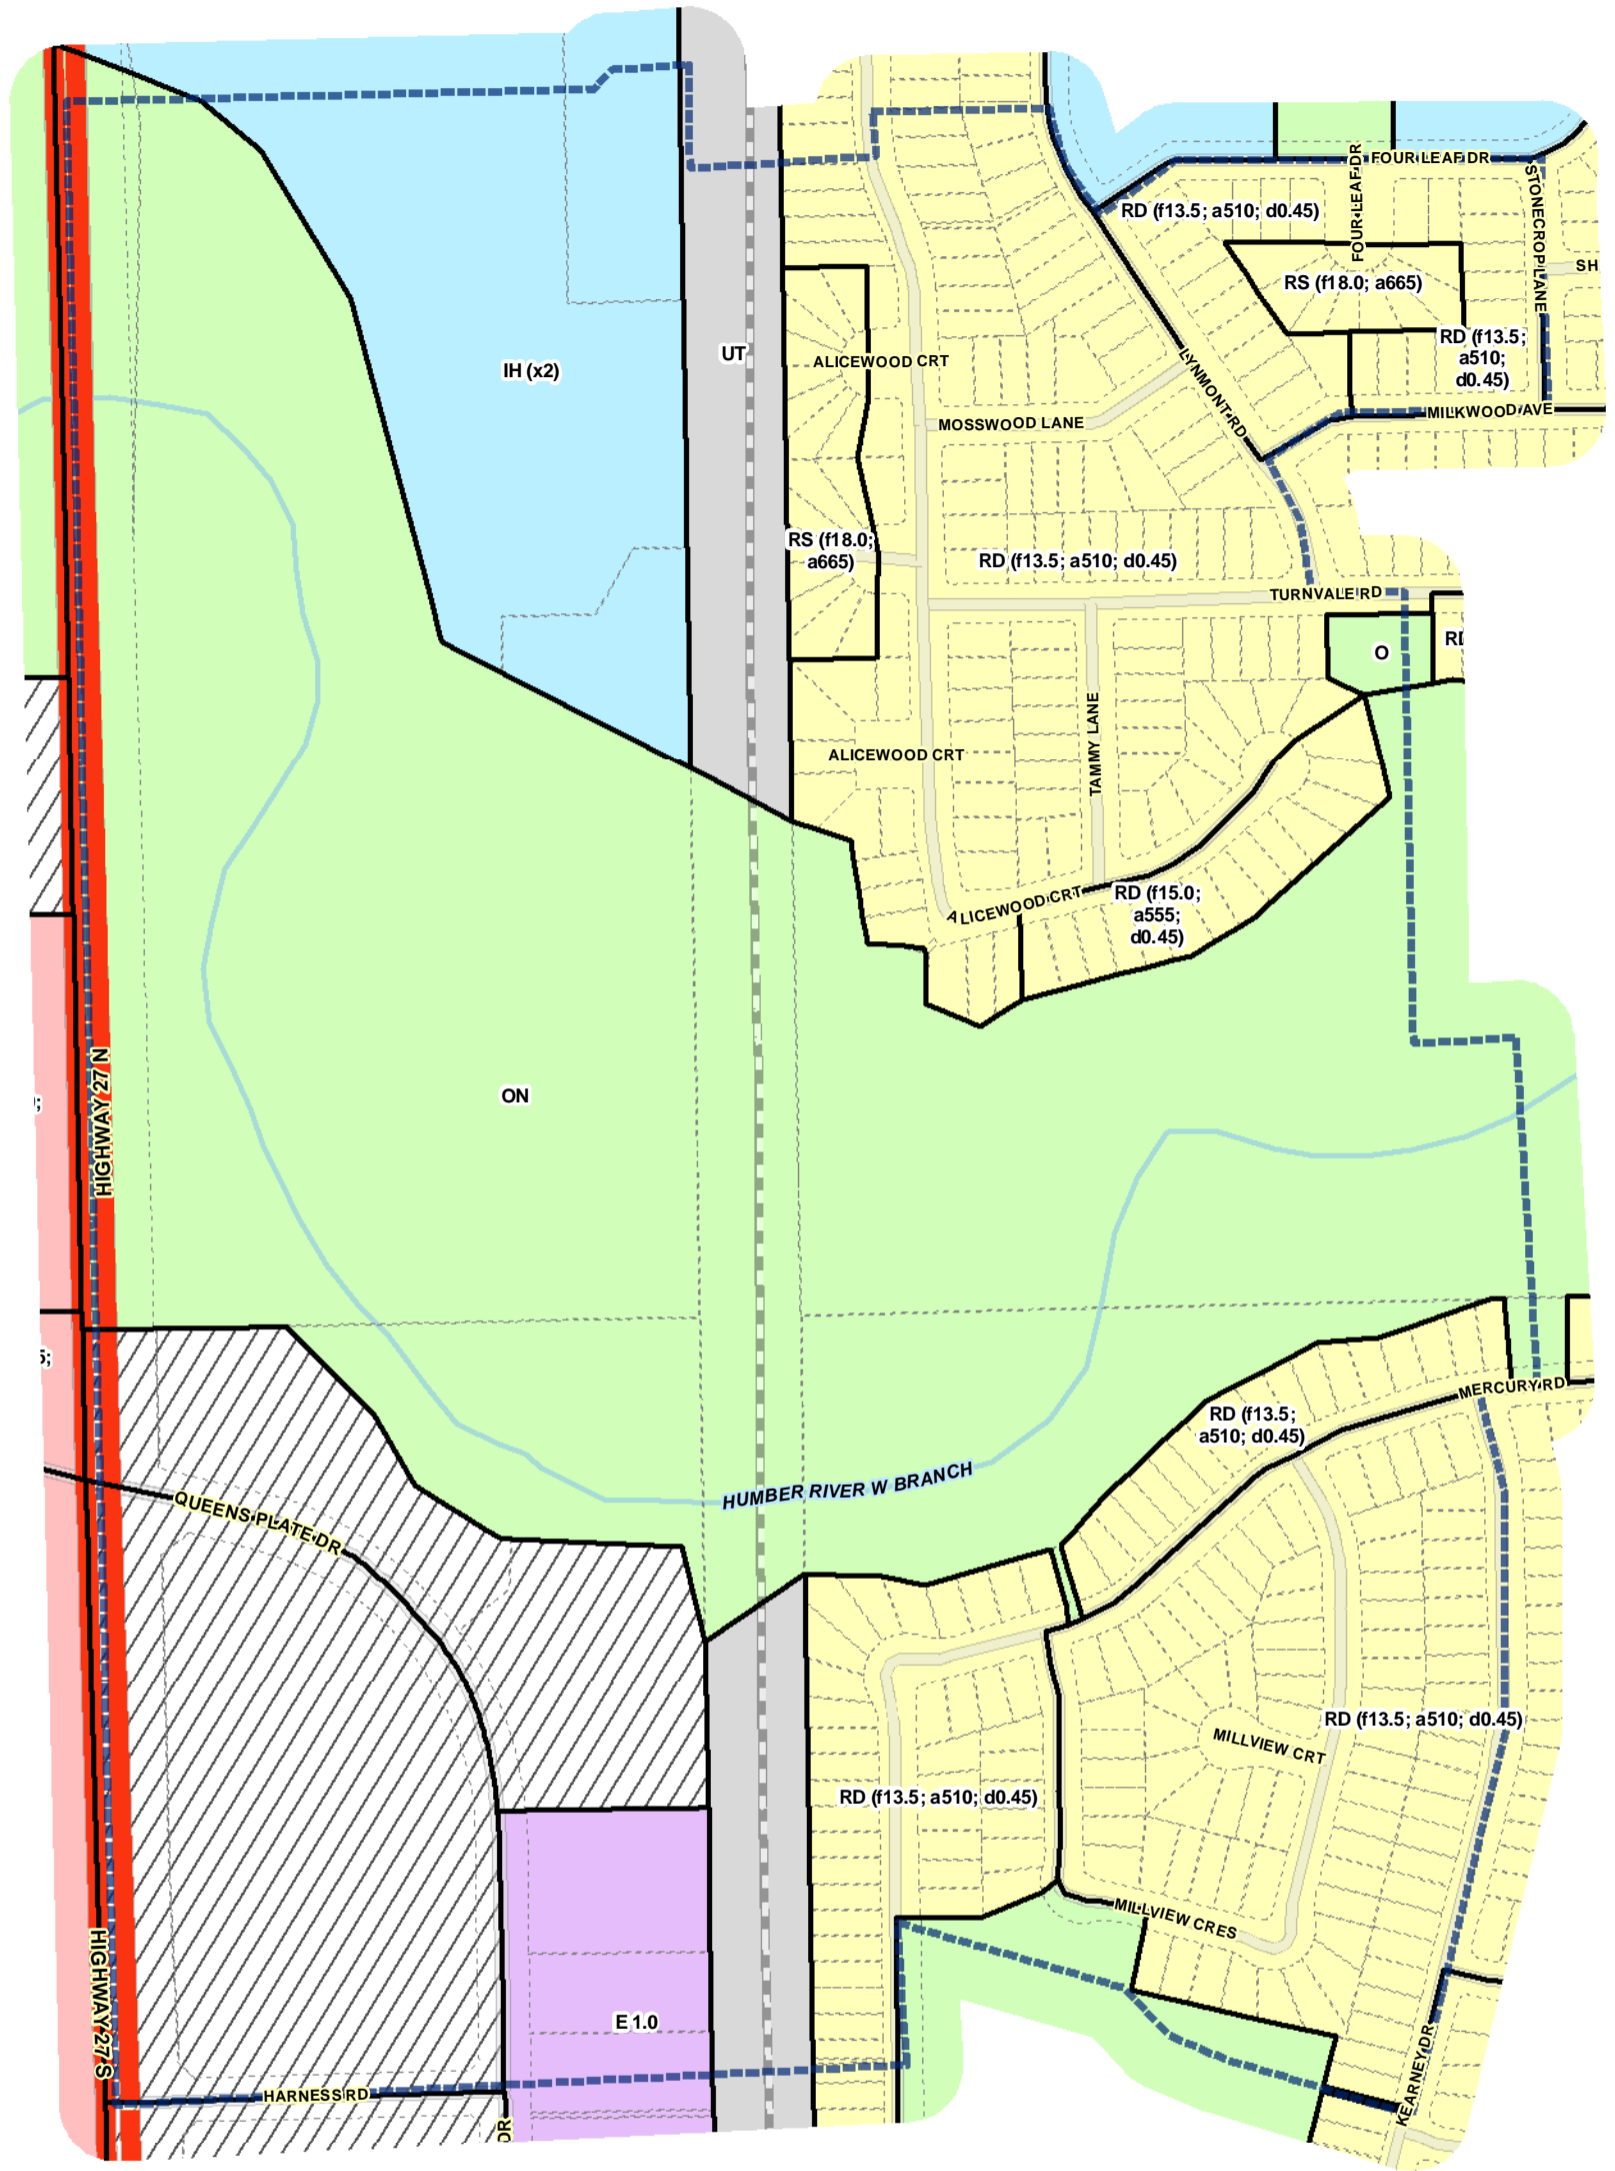 FOUR LEAF DR
RD (f13.5; a510; d0.45)
FOUR LEAF DR
STONECROP LANE
SH
RS (f18.0; a665)
RD (f13.5;
a510;
d0.45)
UT
IH (x2)
ALICEWOOD CRT
LYNMONT RD
MILKWOOD AVE
MOSSWOOD LANE
RS (f18.0;
a665)
RD (f13.5; a510; d0.45)
TURNVALE RD
O
ALICEWOOD CRT
TAMMY LANE
ALICEWOOD CRT
RD (f15.0;
a555;
d0.45)
ON
HIGHWAY 27 N
5;
MERCURY RD
RD (f13.5;
a510; d0.45)
HUMBER RIVER W BRANCH
QUEENS PLATE DR
RD (f13.5; a510; d0.45)
MILLVIEW CRT
RD (f13.5; a510; d0.45)
MILLVIEW CRES
HIGHWAY 27 S
E 1.0
KEARNEY DR
HARNESS RD
DR